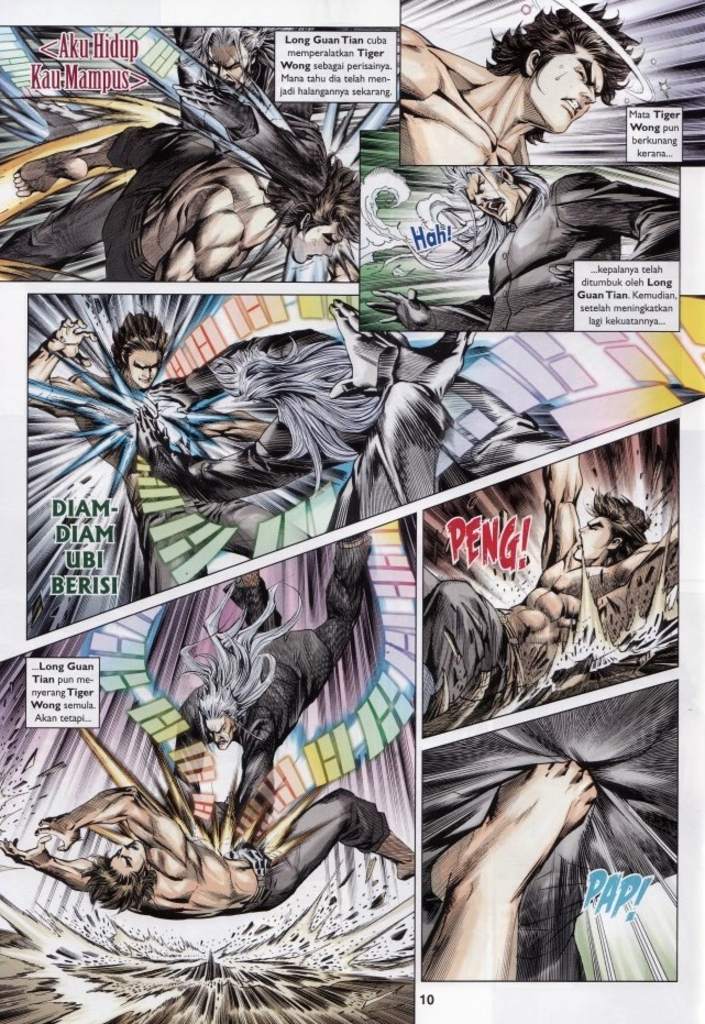 <Aku Hidup
Kau Mampus>
Long Guan Tian cuba
memperalatkan Tiger
Wong sebagai perisainya.
Mana tahu dia telah men-
jadi halangannya sekarang.
Mata Tiger
Wong pun
berkunang
kerana...
Hah!
...kepalanya telah
ditumbuk oleh Long
Guan Tian. Kemudian,
setelah meningkatkan
lagi kekuatannya...
DIAM-
DIAM
UBI
BERISI
PENG!
...Long Guan
Tian pun me-
nyerang Tiger
Wong semula.
Akan tetapi...
PAP!
10